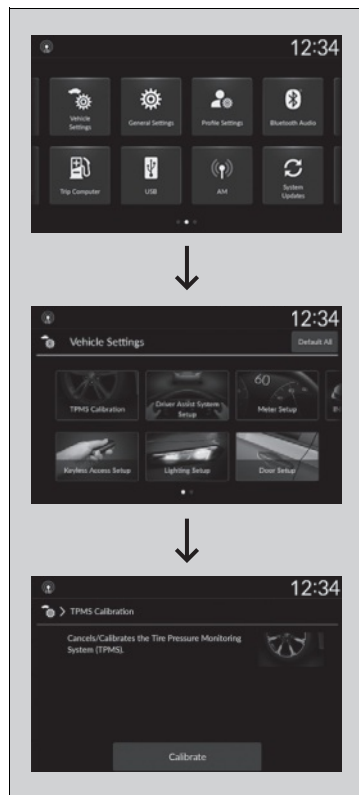 12:34
Vehicle
Settings
General Settings
Profile Settings
Bluetooth Audio
Trip Computer
USB
AM
System
Updates
12:34
Vehicle Settings
Default All
TPMS Calibration
Driver Assist System
Setup
60
Meter Setup
Keyless Access Setup
Lighting Setup
Door Setup
12:34
TPMS Calibration
Cancels/Calibrates the Tire Pressure Monitoring
System (TPMS).
Calibrate